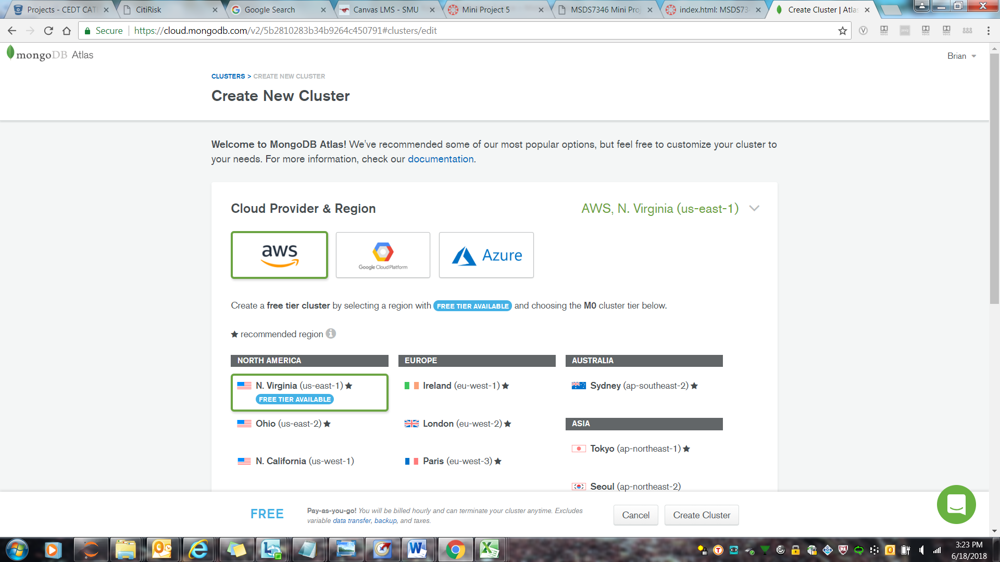 Projects - CEDT CAT
CitiRisk
Google Search
Canvas LMS - SMU
Mini Project 5
MSDS7346 Mini Pro
index.html: MSDS73
Create Cluster | Atlas
Secure
https://cloud.mongodb.com/v2/5b2810283b34b9264c450791#clusters/edit
mongoDB Atlas
Brian
CLUSTERS > CREATE NEW CLUSTER
Create New Cluster
Welcome to MongoDB Atlas! We've recommended some of our most popular options, but feel free to customize your cluster to
your needs. For more information, check our documentation.
Cloud Provider & Region
AWS, N. Virginia (us-east-1)
aws
Google Cloud Platform
Azure
Create a free tier cluster by selecting a region with FREE TIER AVAILABLE and choosing the M0 cluster tier below.
★ recommended region
NORTH AMERICA
N. Virginia (us-east-1) ★
FREE TIER AVAILABLE
Ohio (us-east-2) ★
N. California (us-west-1)
EUROPE
Ireland (eu-west-1) ★
London (eu-west-2) ★
Paris (eu-west-3) ★
AUSTRALIA
Sydney (ap-southeast-2) ★
ASIA
Tokyo (ap-northeast-1) ★
Seoul (ap-northeast-2)
FREE
Pay-as-you-go! You will be billed hourly and can terminate your cluster anytime. Excludes
variable data transfer, backup, and taxes.
Cancel
Create Cluster
3:23 PM
6/18/2018